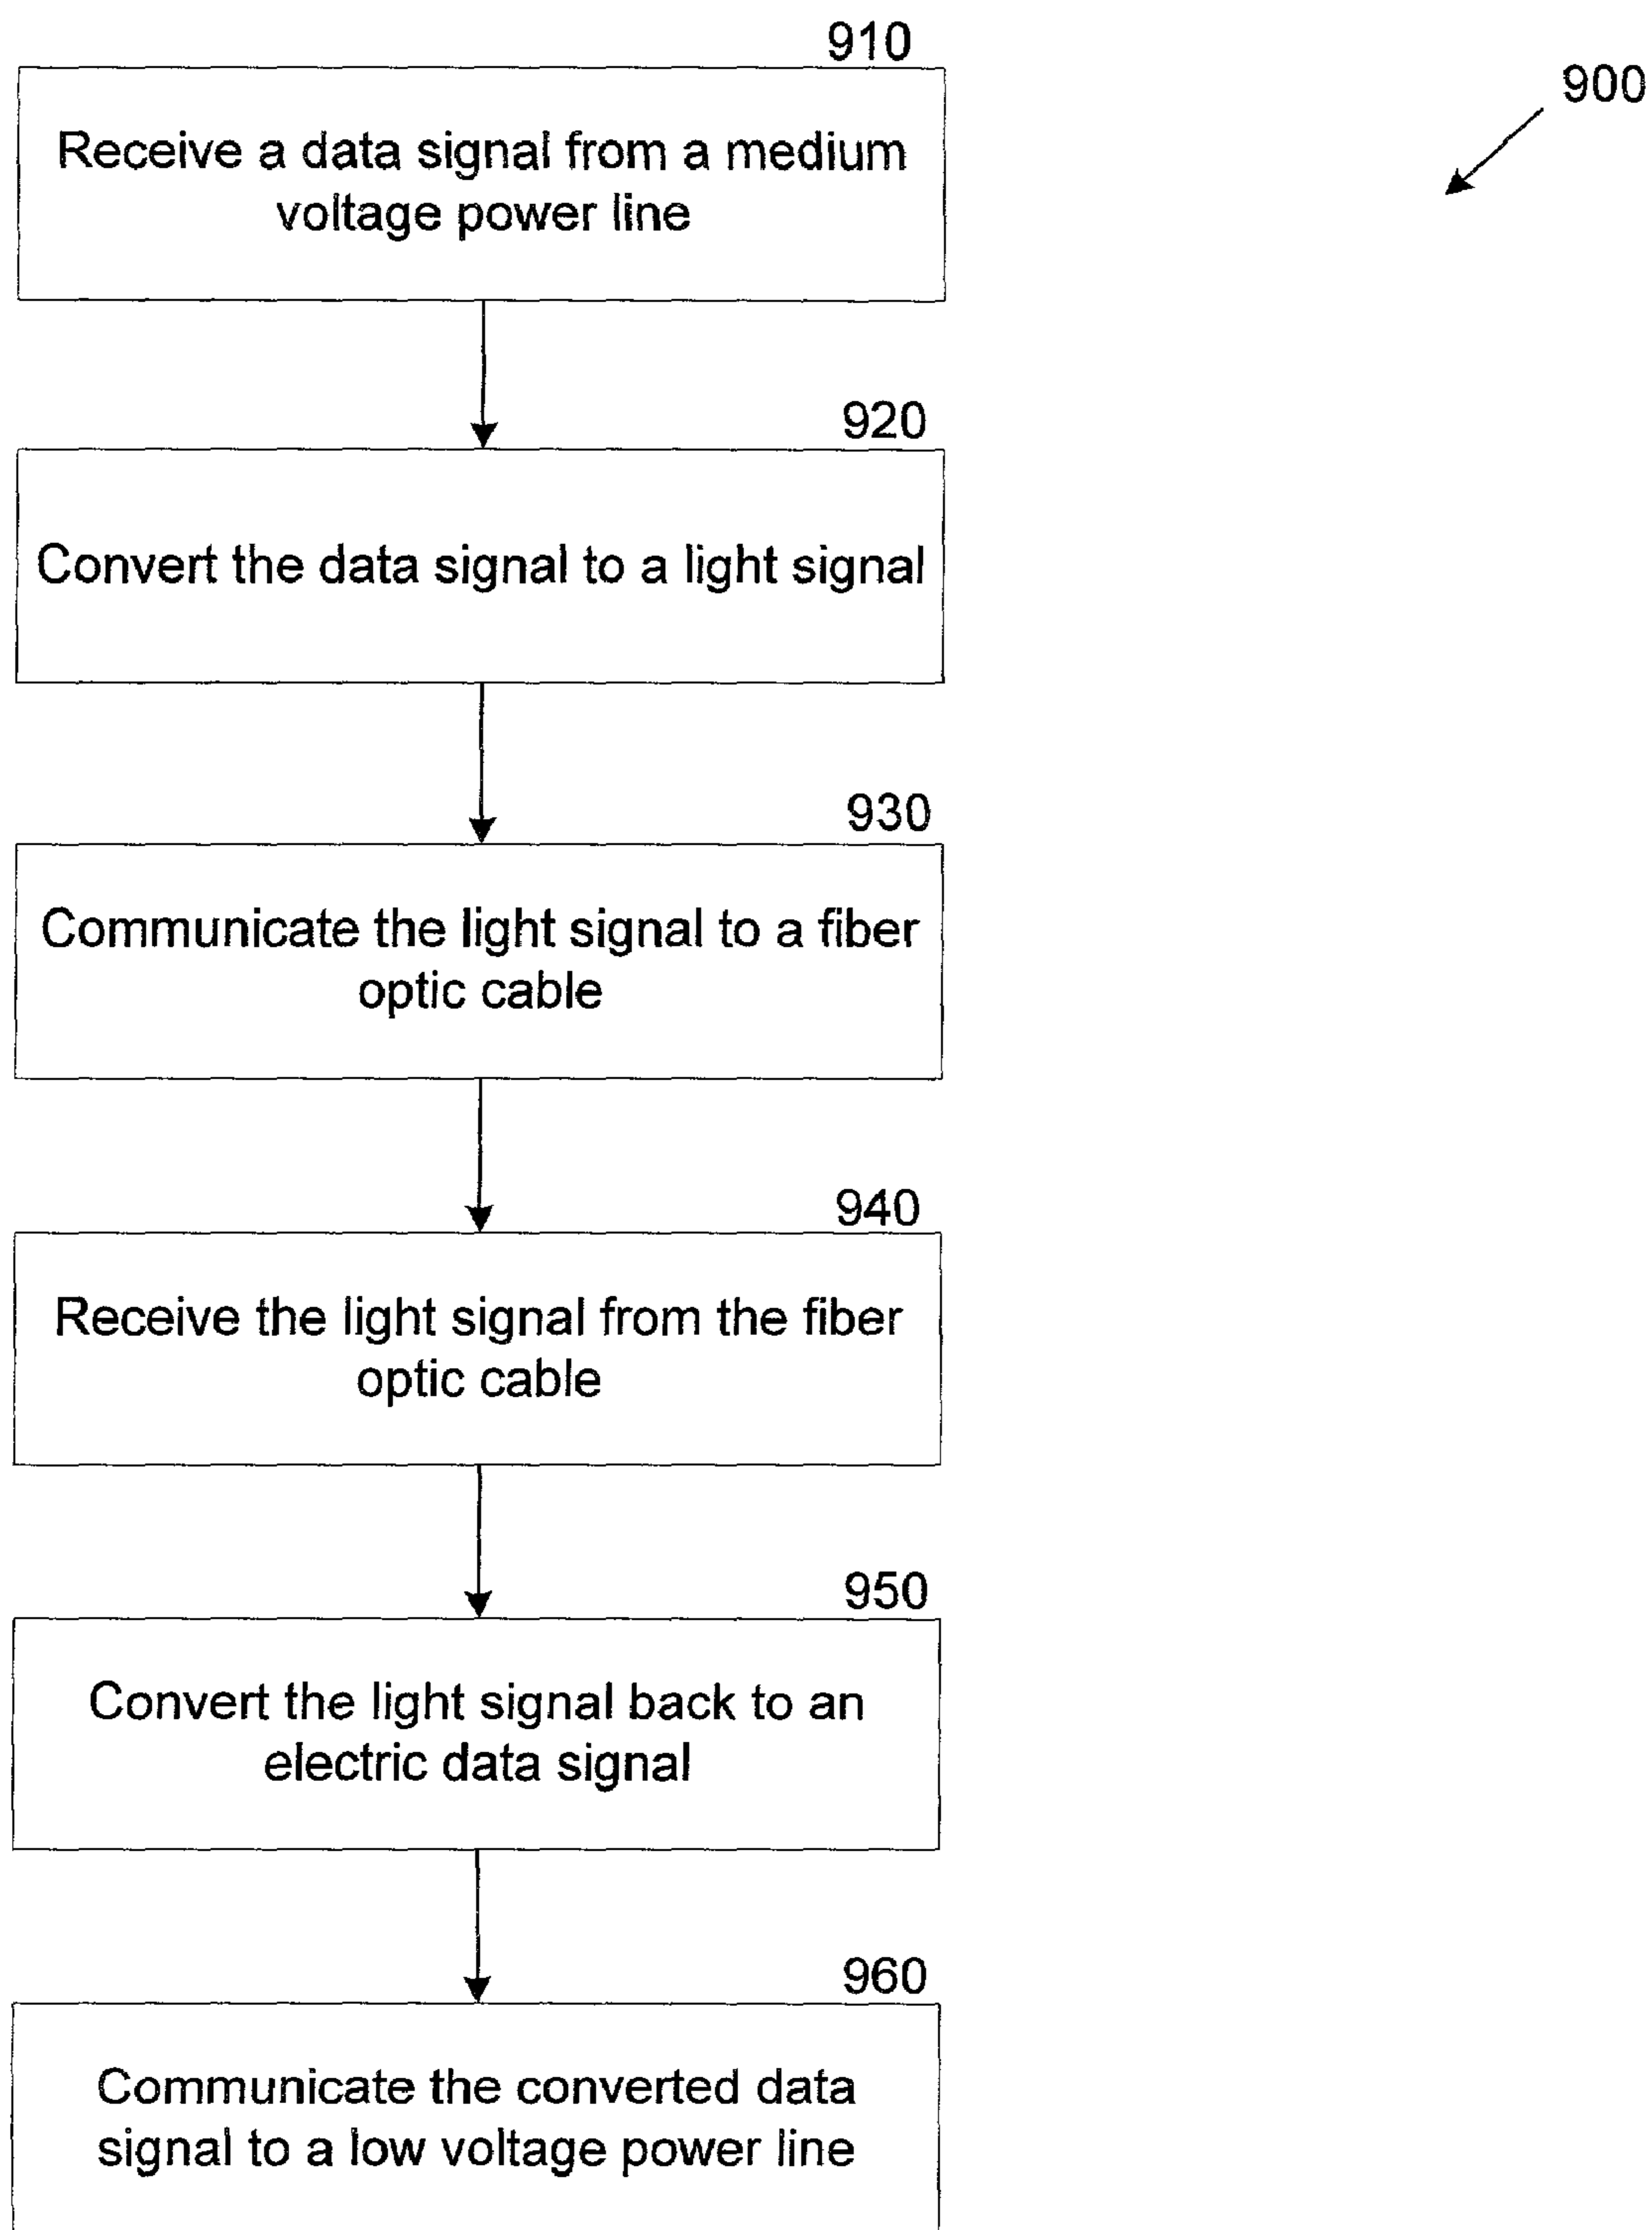 910
900
Receive a data signal from a medium
voltage power line
920
Convert the data signal to a light signal
930
Communicate the light signal to a fiber
optic cable
940
Receive the light signal from the fiber
optic cable
950
Convert the light signal back to an
electric data signal
960
Communicate the converted data
signal to a low voltage power line